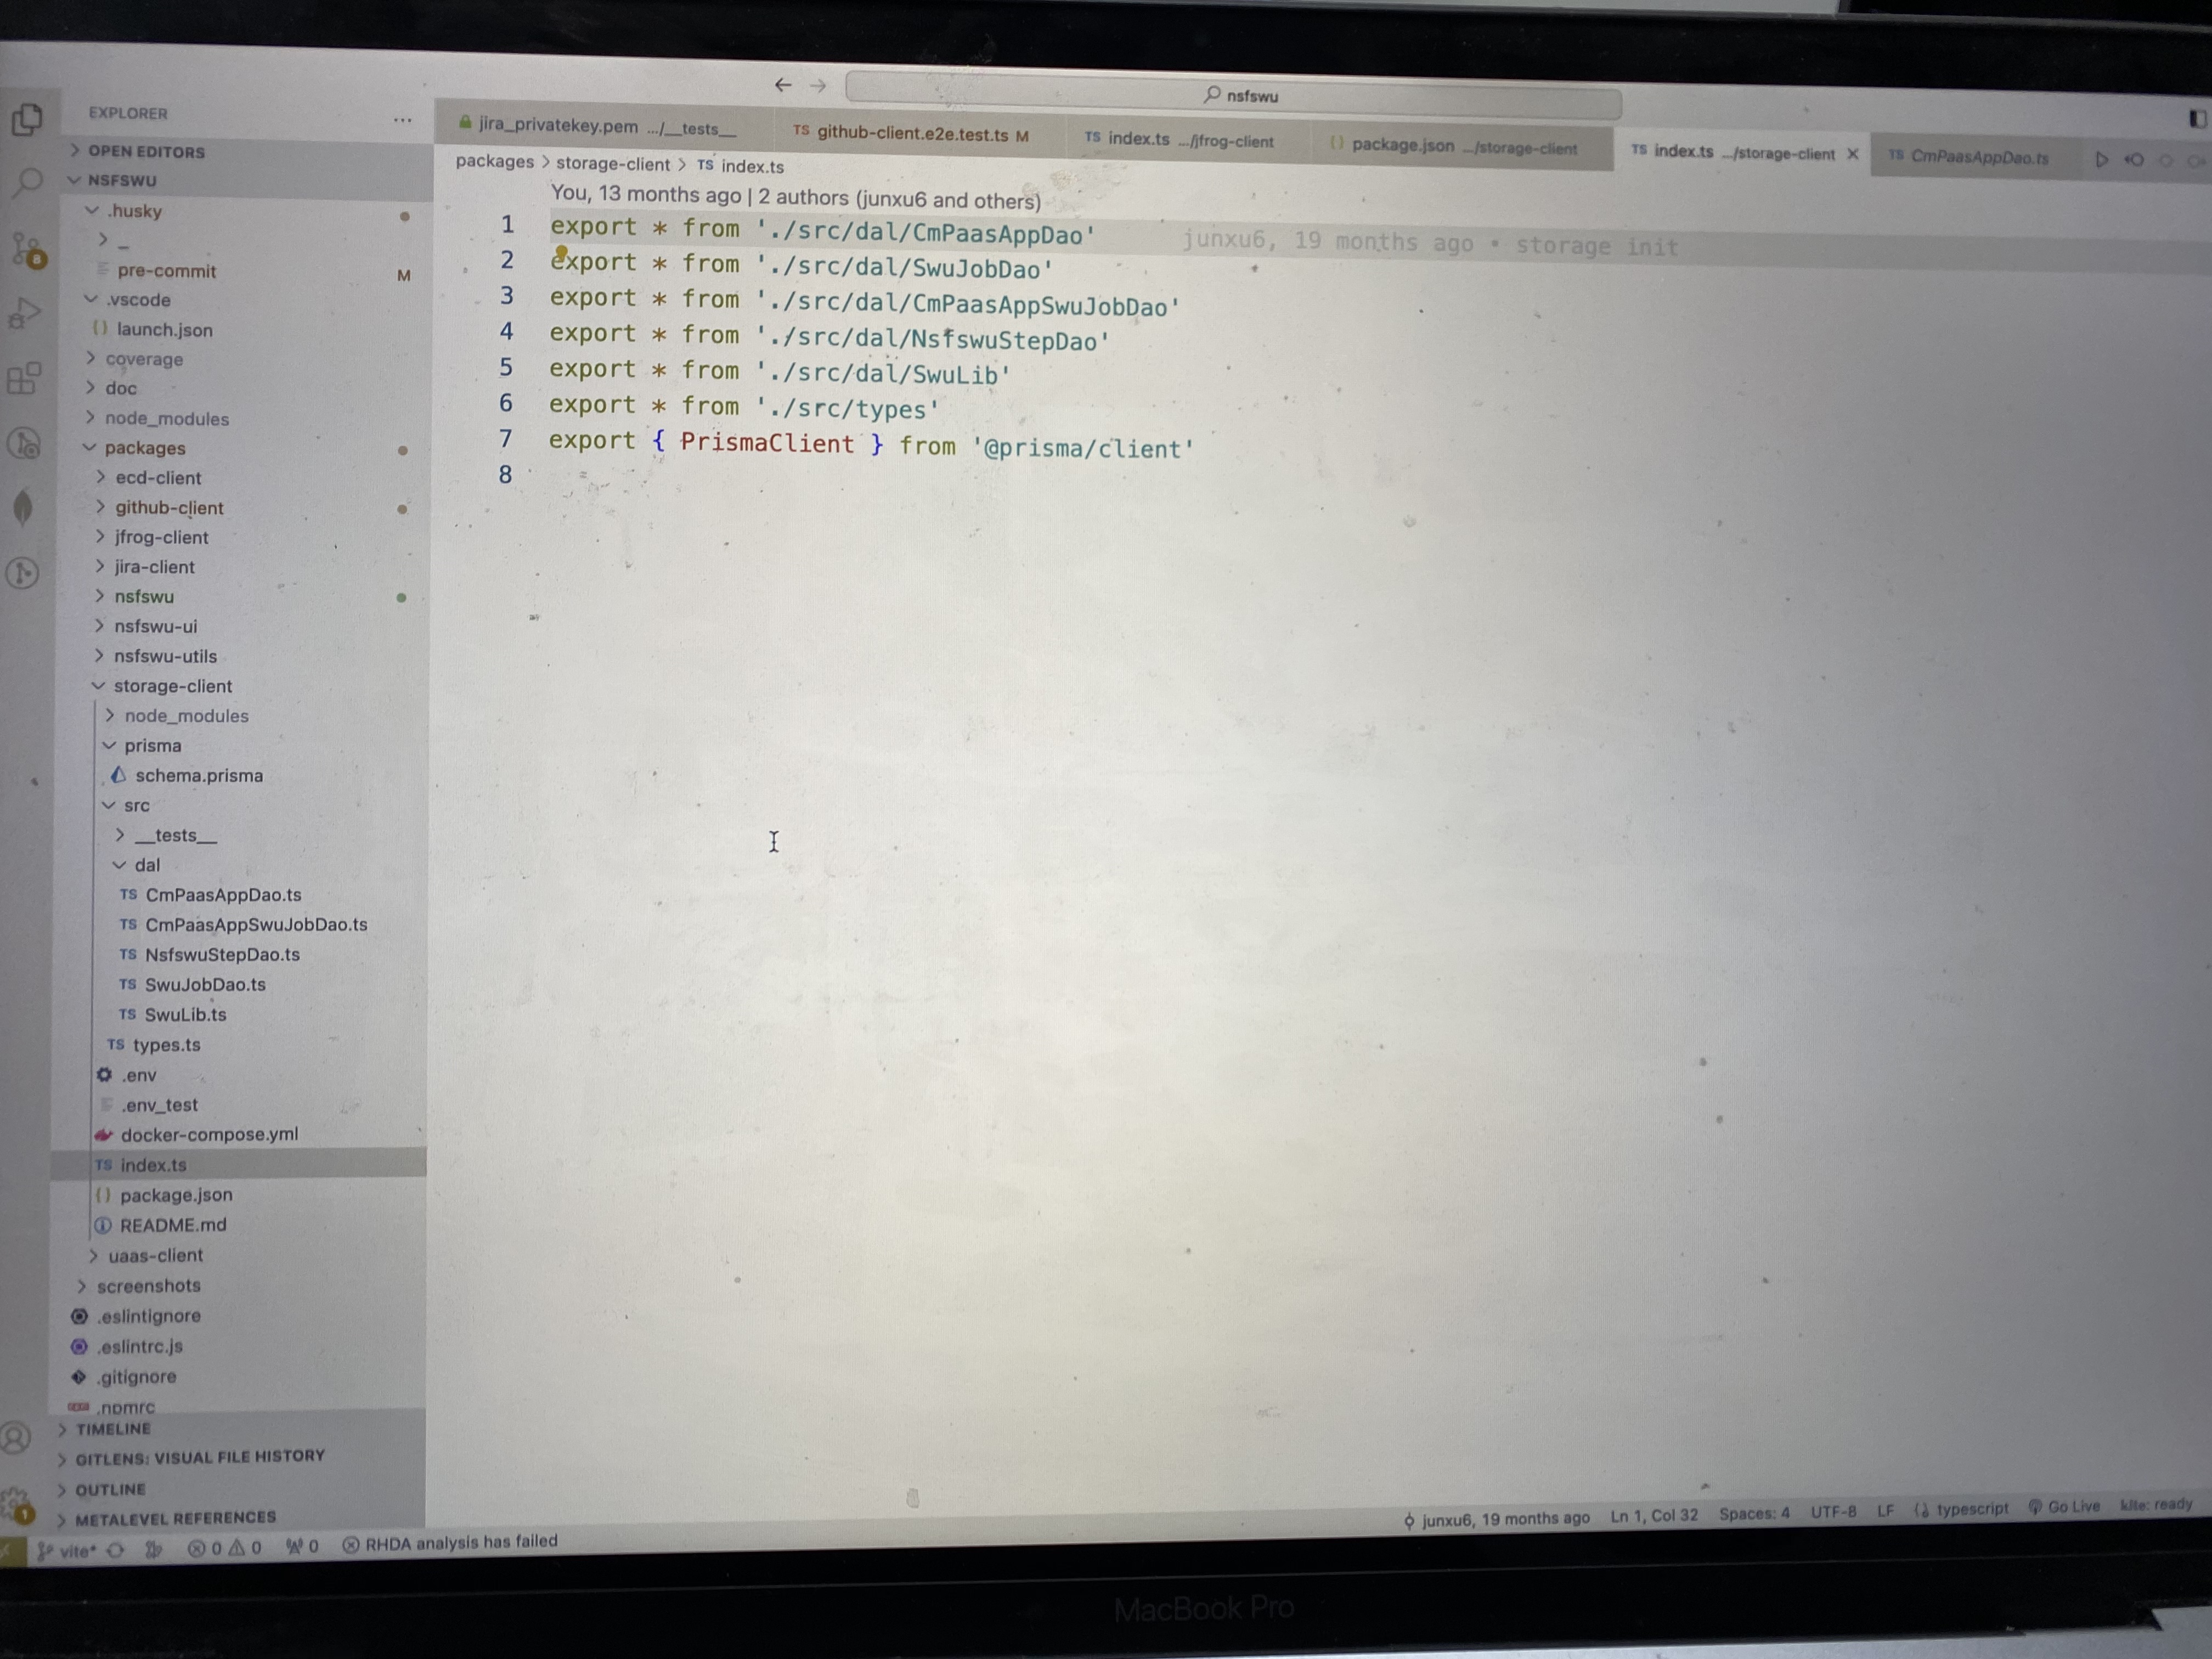 nsfswu
EXPLORER
...
OPEN EDITORS
NSFSWU
.husky
_
pre-commit M
.vscode
launch.json
coverage
doc
node_modules
packages
ecd-client
github-client
jfrog-client
jira-client
nsfswu
nsfswu-ui
nsfswu-utils
storage-client
node_modules
prisma
schema.prisma
src
__tests__
dal
TS CmPaasAppDao.ts
TS CmPaasAppSwuJobDao.ts
TS NsfswuStepDao.ts
TS SwuJobDao.ts
TS SwuLib.ts
TS types.ts
.env
.env_test
docker-compose.yml
TS index.ts
{} package.json
README.md
uaas-client
screenshots
.eslintignore
.eslintrc.js
.gitignore
.npmrc
TIMELINE
GITLENS: VISUAL FILE HISTORY
OUTLINE
METALEVEL REFERENCES
8
1
jira_privatekey.pem .../__tests__
TS github-client.e2e.test.ts M
TS index.ts .../jfrog-client
{} package.json .../storage-client
TS index.ts .../storage-client
TS CmPaasAppDao.ts
packages > storage-client > TS index.ts
You, 13 months ago | 2 authors (junxu6 and others)
1 export * from './src/dal/CmPaasAppDao' junxu6, 19 months ago • storage init
2 export * from './src/dal/SwuJobDao'
3 export * from './src/dal/CmPaasAppSwuJobDao'
4 export * from './src/dal/NsfswuStepDao'
5 export * from './src/dal/SwuLib'
6 export * from './src/types'
7 export { PrismaClient } from '@prisma/client'
8
vite* 0 0 0 RHDA analysis has failed
junxu6, 19 months ago Ln 1, Col 32 Spaces: 4 UTF-8 LF typescript Go Live kite: ready
MacBook Pro